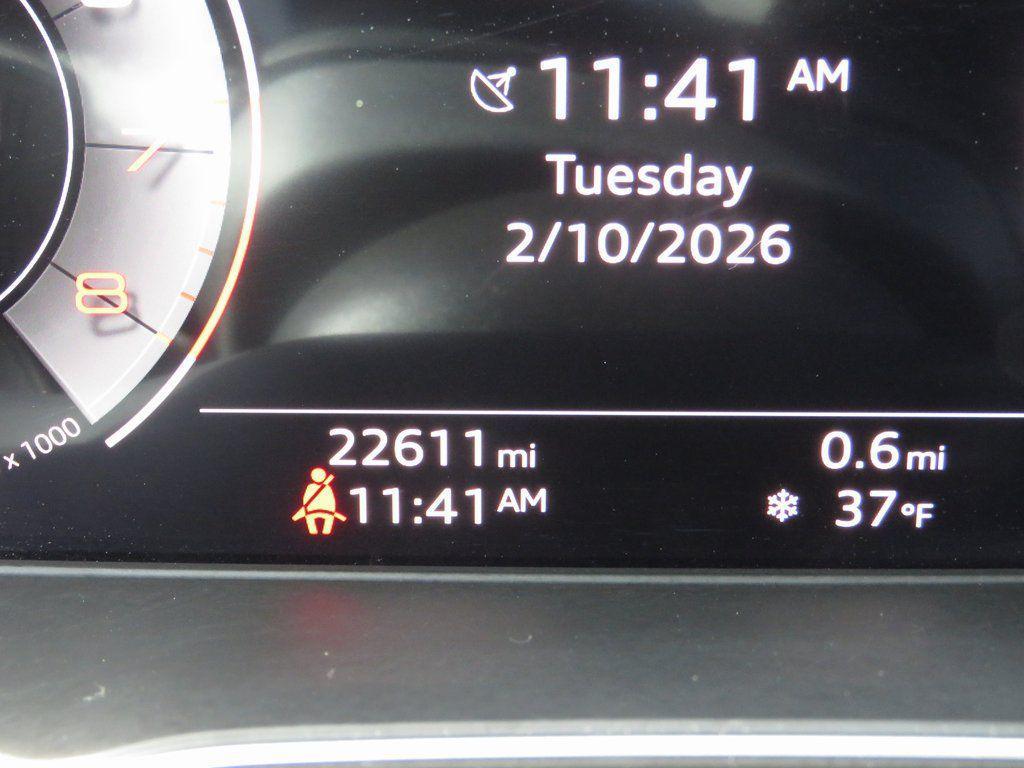 11:41 AM
Tuesday
2/10/2026
7
8
x 1000
22611 mi
0.6 mi
11:41 AM
37 °F